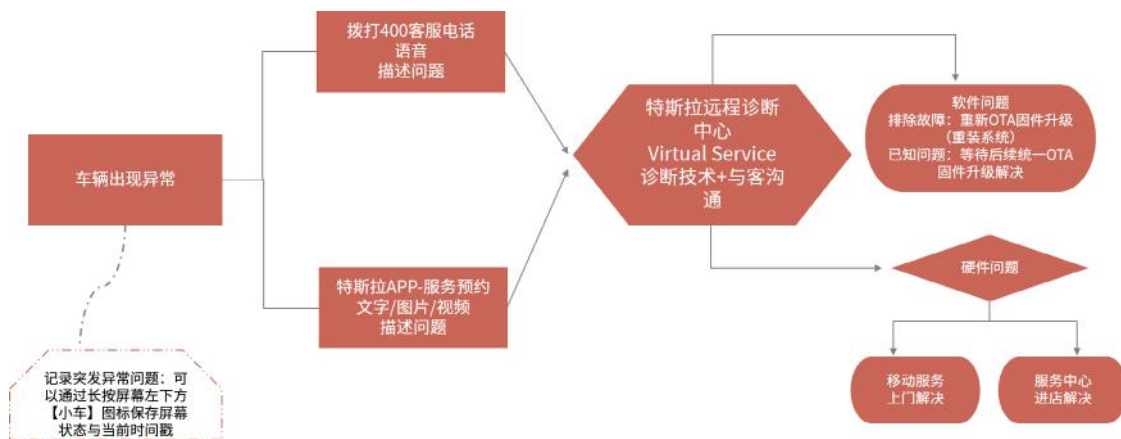 车辆出现异常
记录突发异常问题：可
以通过长按屏幕左下方
【小车】图标保存屏幕
状态与当前时间戳
拨打400客服电话
语音
描述问题
特斯拉APP-服务预约
文字/图片/视频
描述问题
特斯拉远程诊断
中心
Virtual Service
诊断技术+与客沟
通
软件问题
排除故障：重新OTA固件升级
（重装系统）
已知问题：等待后续统一OTA
固件升级解决
硬件问题
移动服务
上门解决
服务中心
进店解决